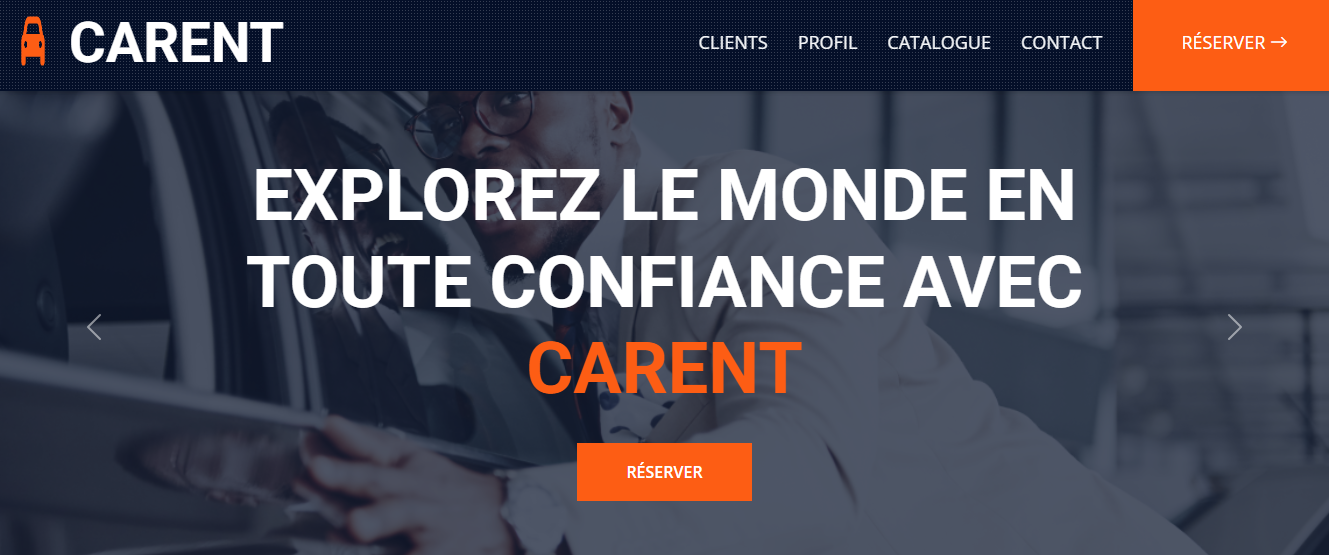 CARENT
CLIENTS PROFIL CATALOGUE CONTACT RÉSERVER →
EXPLOREZ LE MONDE EN
TOUTE CONFIANCE AVEC
CARENT
RÉSERVER